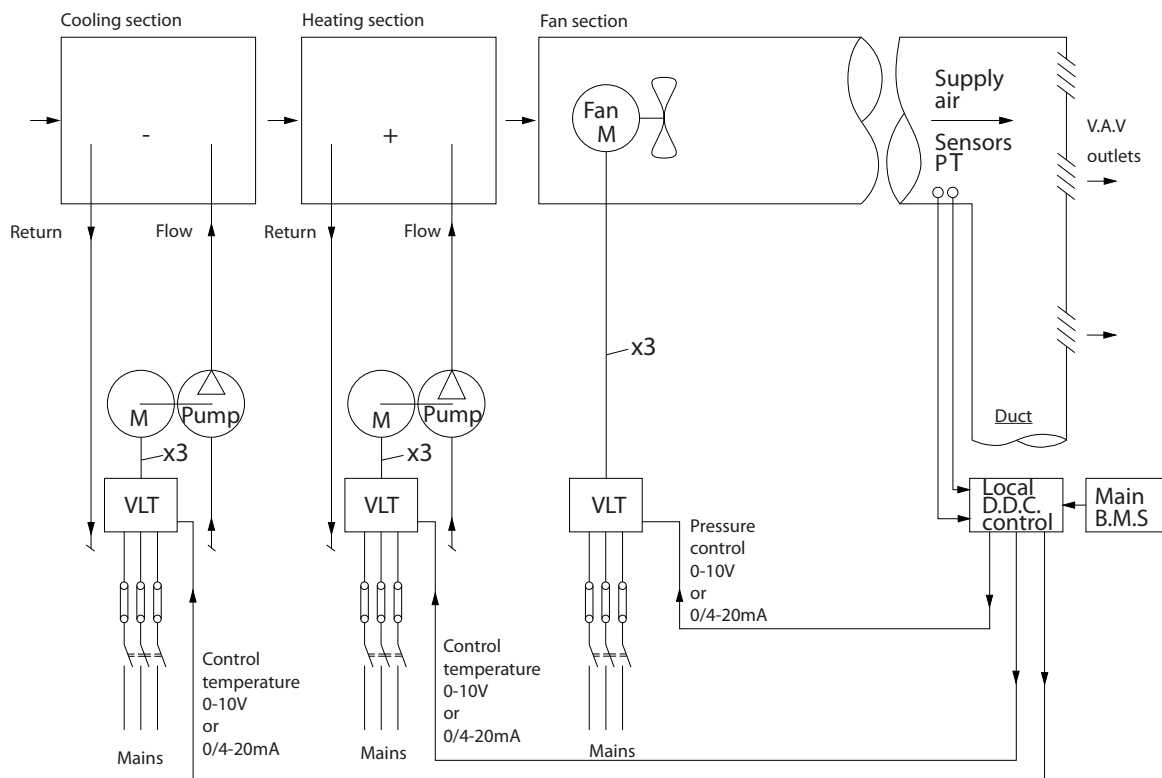 Cooling section
Heating section
Fan section
-
+
Fan
M
Supply
air
Sensors
PT
V.A.V
outlets
Return
Flow
Return
Flow
x3
M
Pump
M
Pump
Duct
x3
x3
VLT
VLT
VLT
Local
D.D.C.
control
Main
B.M.S
Pressure
control
0-10V
or
0/4-20mA
Control
temperature
0-10V
or
0/4-20mA
Control
temperature
0-10V
or
0/4-20mA
Mains
Mains
Mains